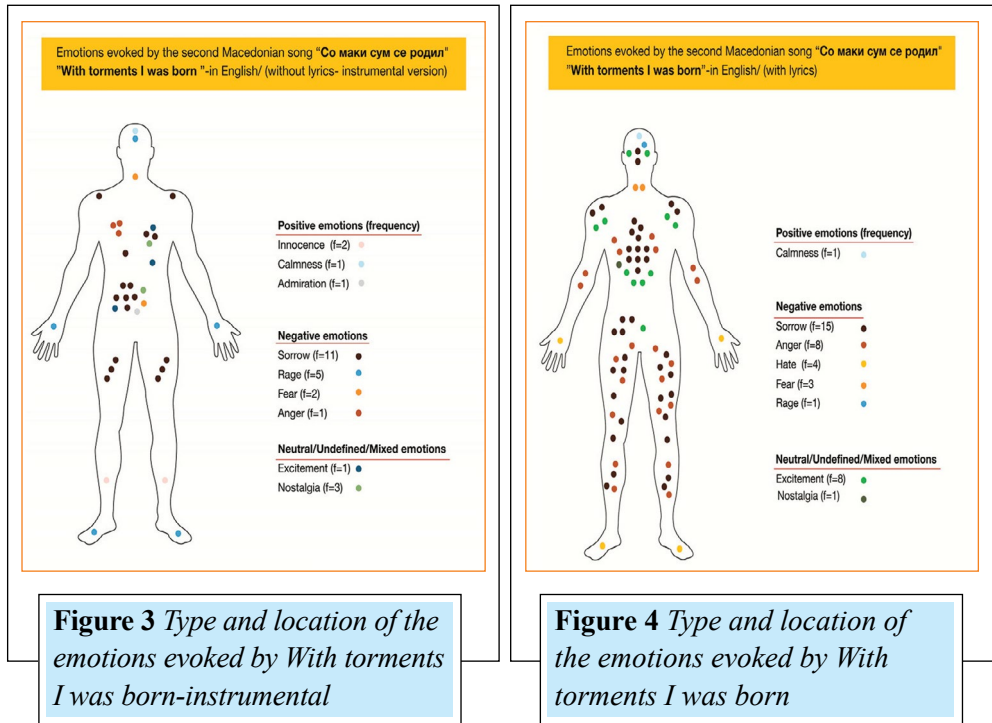 Emotions evoked by the second Macedonian song "Со маки сум се родил"
"With torments I was born "-in English/ (without lyrics- instrumental version)
Positive emotions (frequency)
Innocence (f=2)
Calmness (f=1)
Admiration (f=1)
Negative emotions
Sorrow (f=11)
Rage (f=5)
Fear (f=2)
Anger (f=1)
Neutral/Undefined/Mixed emotions
Excitement (f=1)
Nostalgia (f=3)
Figure 3 Type and location of the
emotions evoked by With torments
I was born-instrumental
Emotions evoked by the second Macedonian song "Со маки сум се родил"
"With torments I was born"-in English/ (with lyrics)
Positive emotions (frequency)
Calmness (f=1)
Negative emotions
Sorrow (f=15)
Anger (f=8)
Hate (f=4)
Fear (f=3
Rage (f=1)
Neutral/Undefined/Mixed emotions
Excitement (f=8)
Nostalgia (f=1)
Figure 4 Type and location of
the emotions evoked by With
torments I was born